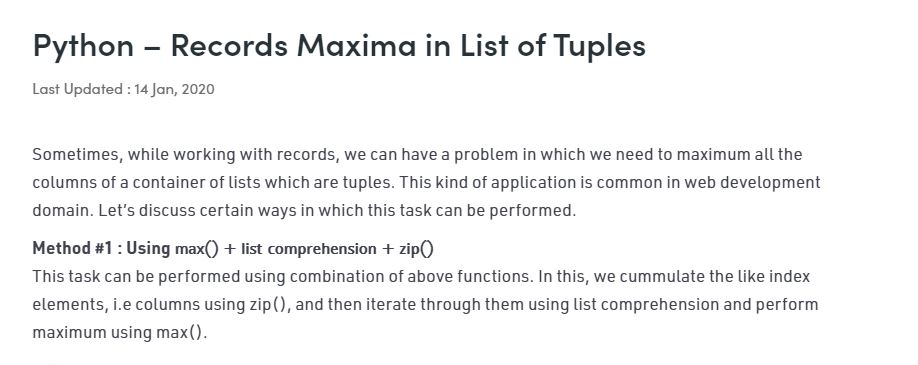 Python – Records Maxima in List of Tuples
Last Updated : 14 Jan, 2020
Sometimes, while working with records, we can have a problem in which we need to maximum all the
columns of a container of lists which are tuples. This kind of application is common in web development
domain. Let’s discuss certain ways in which this task can be performed.
Method #1 : Using max() + list comprehension + zip()
This task can be performed using combination of above functions. In this, we cummulate the like index
elements, i.e columns using zip(), and then iterate through them using list comprehension and perform
maximum using max().